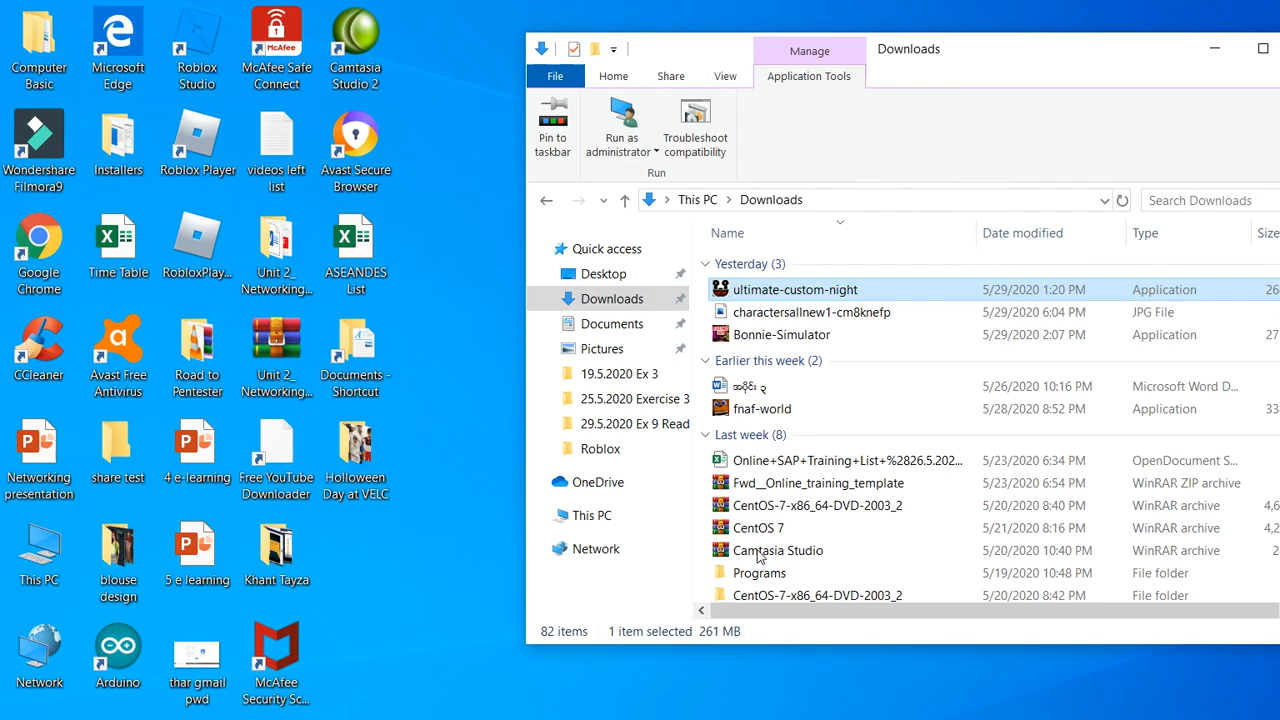 Computer
Basic
Microsoft
Edge
Roblox
Studio
McAfee
McAfee Safe
Connect
Camtasia
Studio 2
Wondershare
Filmora9
Installers
Roblox Player
videos left
list
Avast Secure
Browser
Google
Chrome
Time Table
RobloxPlay...
Unit 2_
Networking...
ASEANDES
List
CCleaner
Avast Free
Antivirus
Road to
Pentester
Unit 2_
Networking...
Documents -
Shortcut
Networking
presentation
share test
4 e-learning
Free YouTube
Downloader
Holloween
Day at VELC
This PC
blouse
design
5 e learning
Khant Tayza
Network
Arduino
thar gmail
pwd
McAfee
Security Sc...
Manage
Downloads
File
Home
Share
View
Application Tools
Pin to
taskbar
Run as
administrator
Troubleshoot
compatibility
Run
This PC
Downloads
Search Downloads
Name
Date modified
Type
Size
Quick access
Desktop
Downloads
Documents
Pictures
19.5.2020 Ex 3
25.5.2020 Exercise 3
29.5.2020 Ex 9 Read
Roblox
OneDrive
This PC
Network
Yesterday (3)
ultimate-custom-night 5/29/2020 1:20 PM Application 26
charactersallnew1-cm8knefp 5/29/2020 6:04 PM JPG File
Bonnie-Simulator 5/29/2020 2:07 PM Application 27
Earlier this week (2)
အပိုင်း ၃ 5/26/2020 10:16 PM Microsoft Word D...
fnaf-world 5/28/2020 8:52 PM Application 33
Last week (8)
Online+SAP+Training+List+%2826.5.202... 5/23/2020 6:34 PM OpenDocument S...
Fwd__Online_training_template 5/23/2020 6:54 PM WinRAR ZIP archive
CentOS-7-x86_64-DVD-2003_2 5/20/2020 8:40 PM WinRAR archive 4,6
CentOS 7 5/21/2020 8:16 PM WinRAR archive 4,
Camtasia Studio 5/20/2020 10:40 PM WinRAR archive 2
Programs 5/19/2020 10:48 PM File folder
CentOS-7-x86_64-DVD-2003_2 5/20/2020 8:42 PM File folder
82 items 1 item selected 261 MB